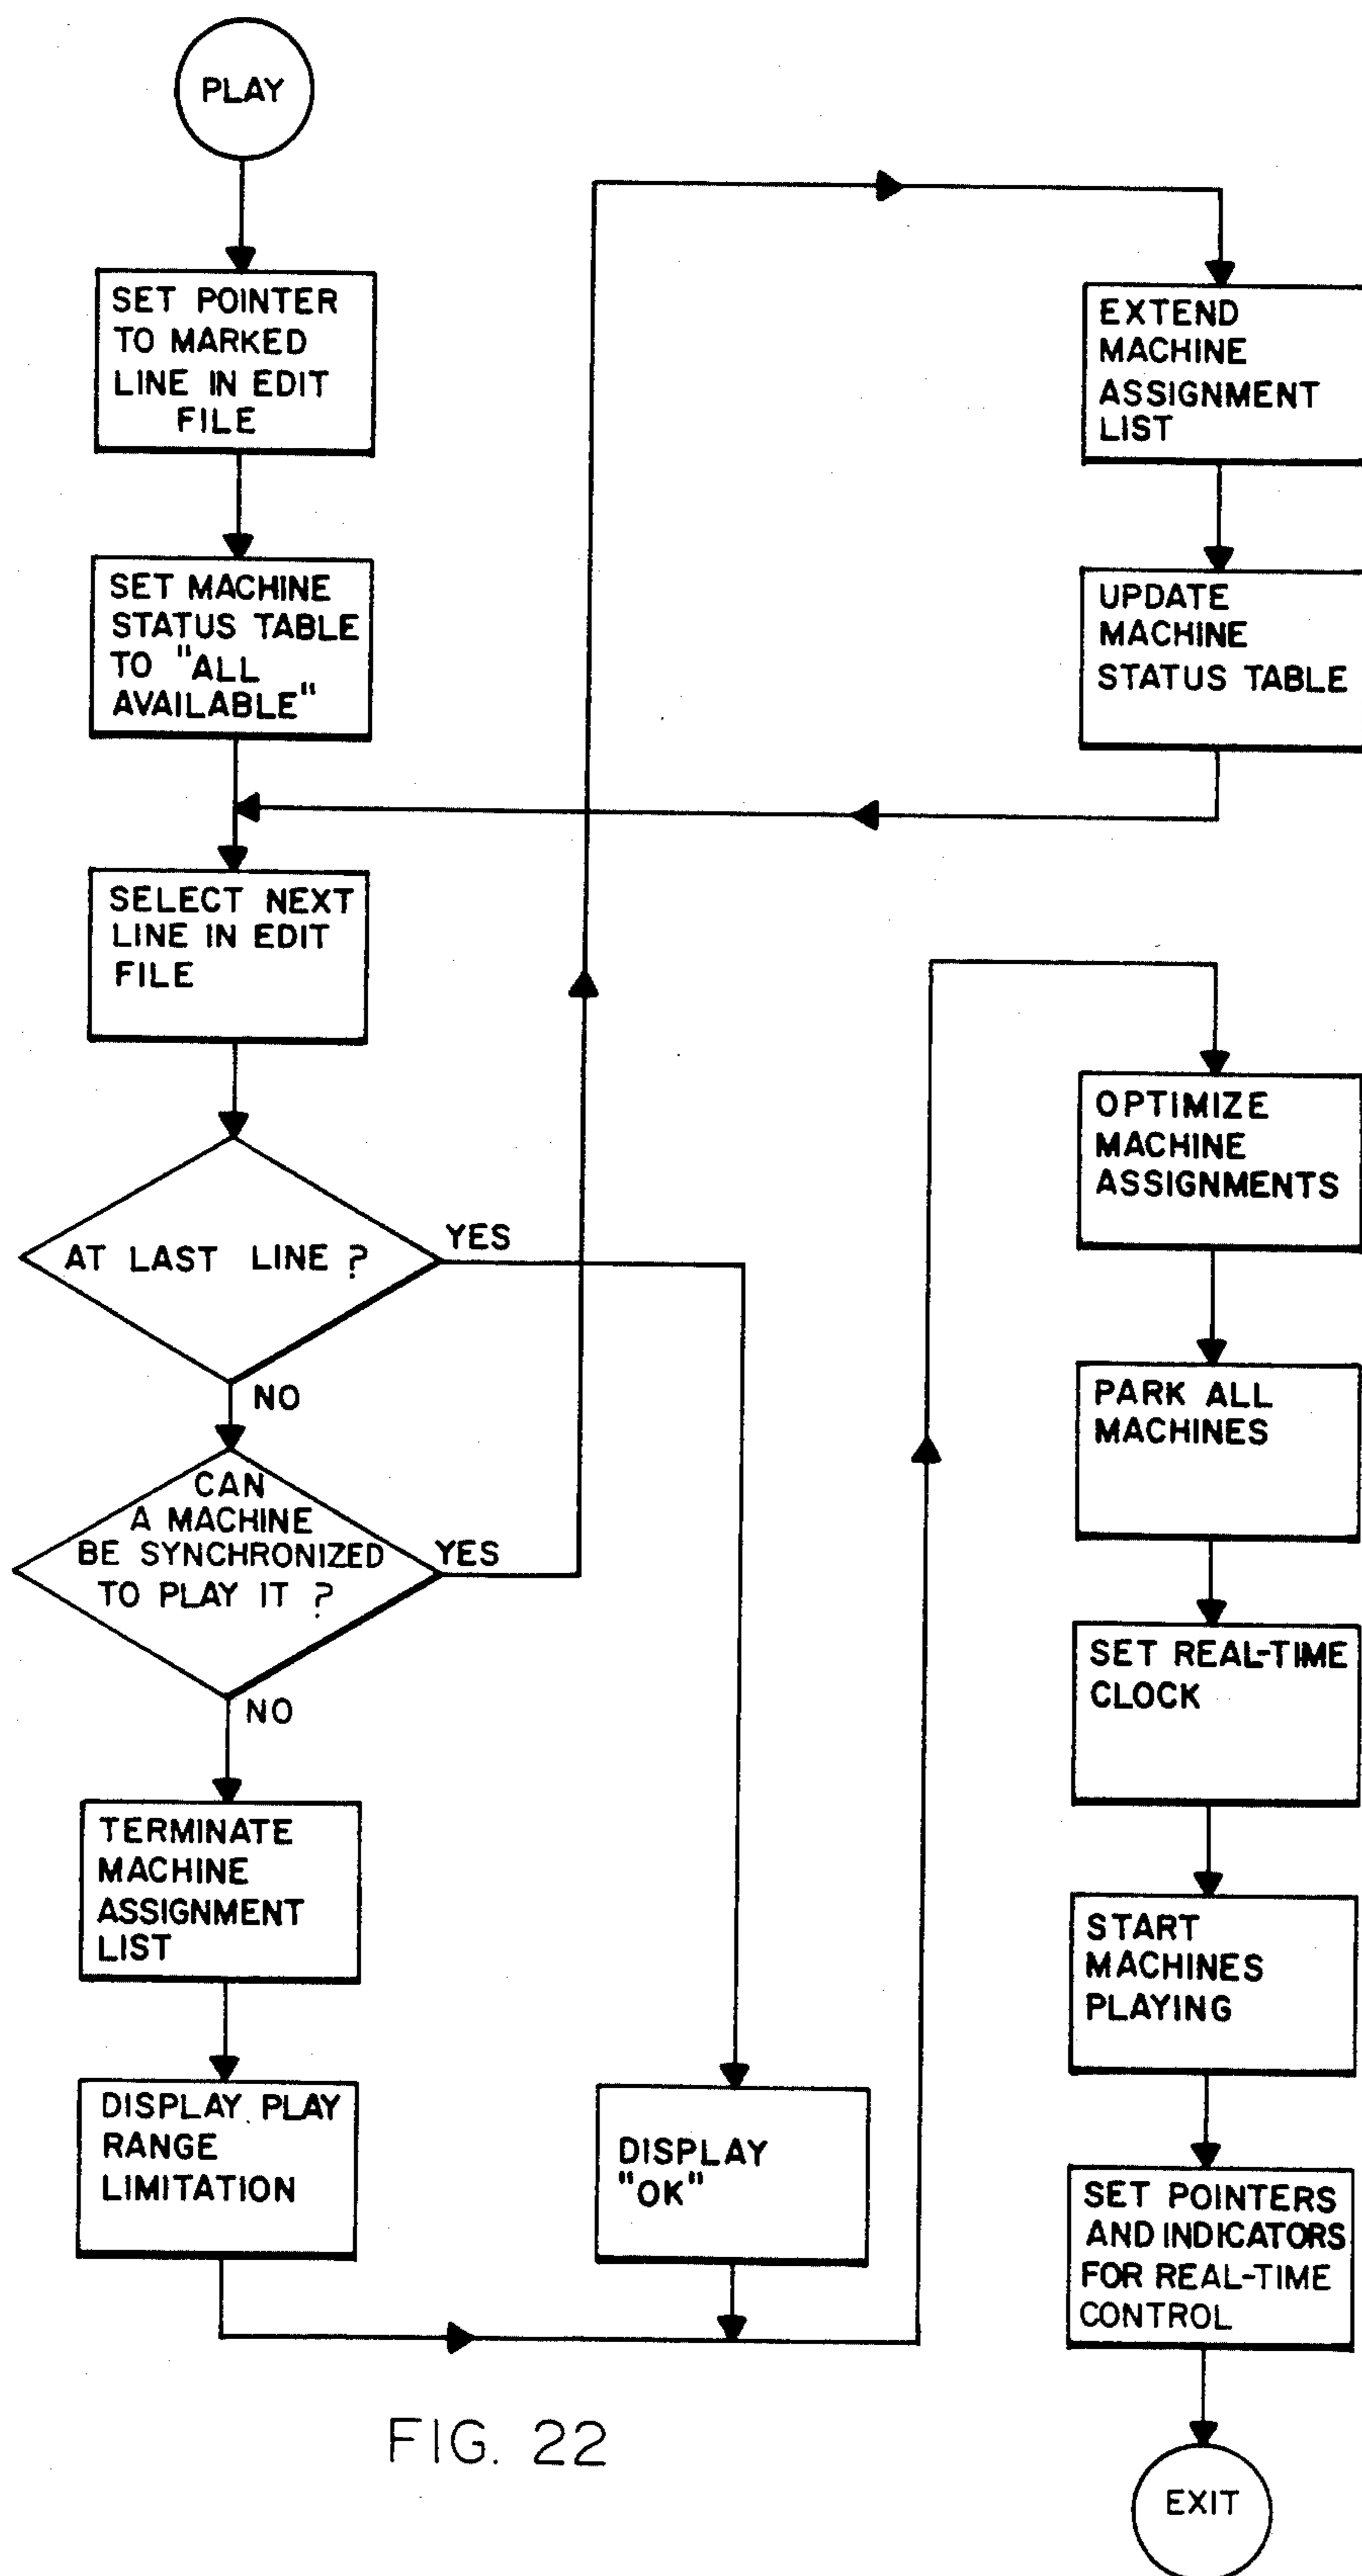 PLAY
SET POINTER
TO MARKED
LINE IN EDIT
FILE
SET MACHINE
STATUS TABLE
TO "ALL
AVAILABLE"
SELECT NEXT
LINE IN EDIT
FILE
AT LAST LINE ?
YES
NO
CAN
A MACHINE
BE SYNCHRONIZED
TO PLAY IT ?
YES
NO
TERMINATE
MACHINE
ASSIGNMENT
LIST
DISPLAY PLAY
RANGE
LIMITATION
DISPLAY
"OK"
EXTEND
MACHINE
ASSIGNMENT
LIST
UPDATE
MACHINE
STATUS TABLE
OPTIMIZE
MACHINE
ASSIGNMENTS
PARK ALL
MACHINES
SET REAL-TIME
CLOCK
START
MACHINES
PLAYING
SET POINTERS
AND INDICATORS
FOR REAL-TIME
CONTROL
EXIT
FIG. 22